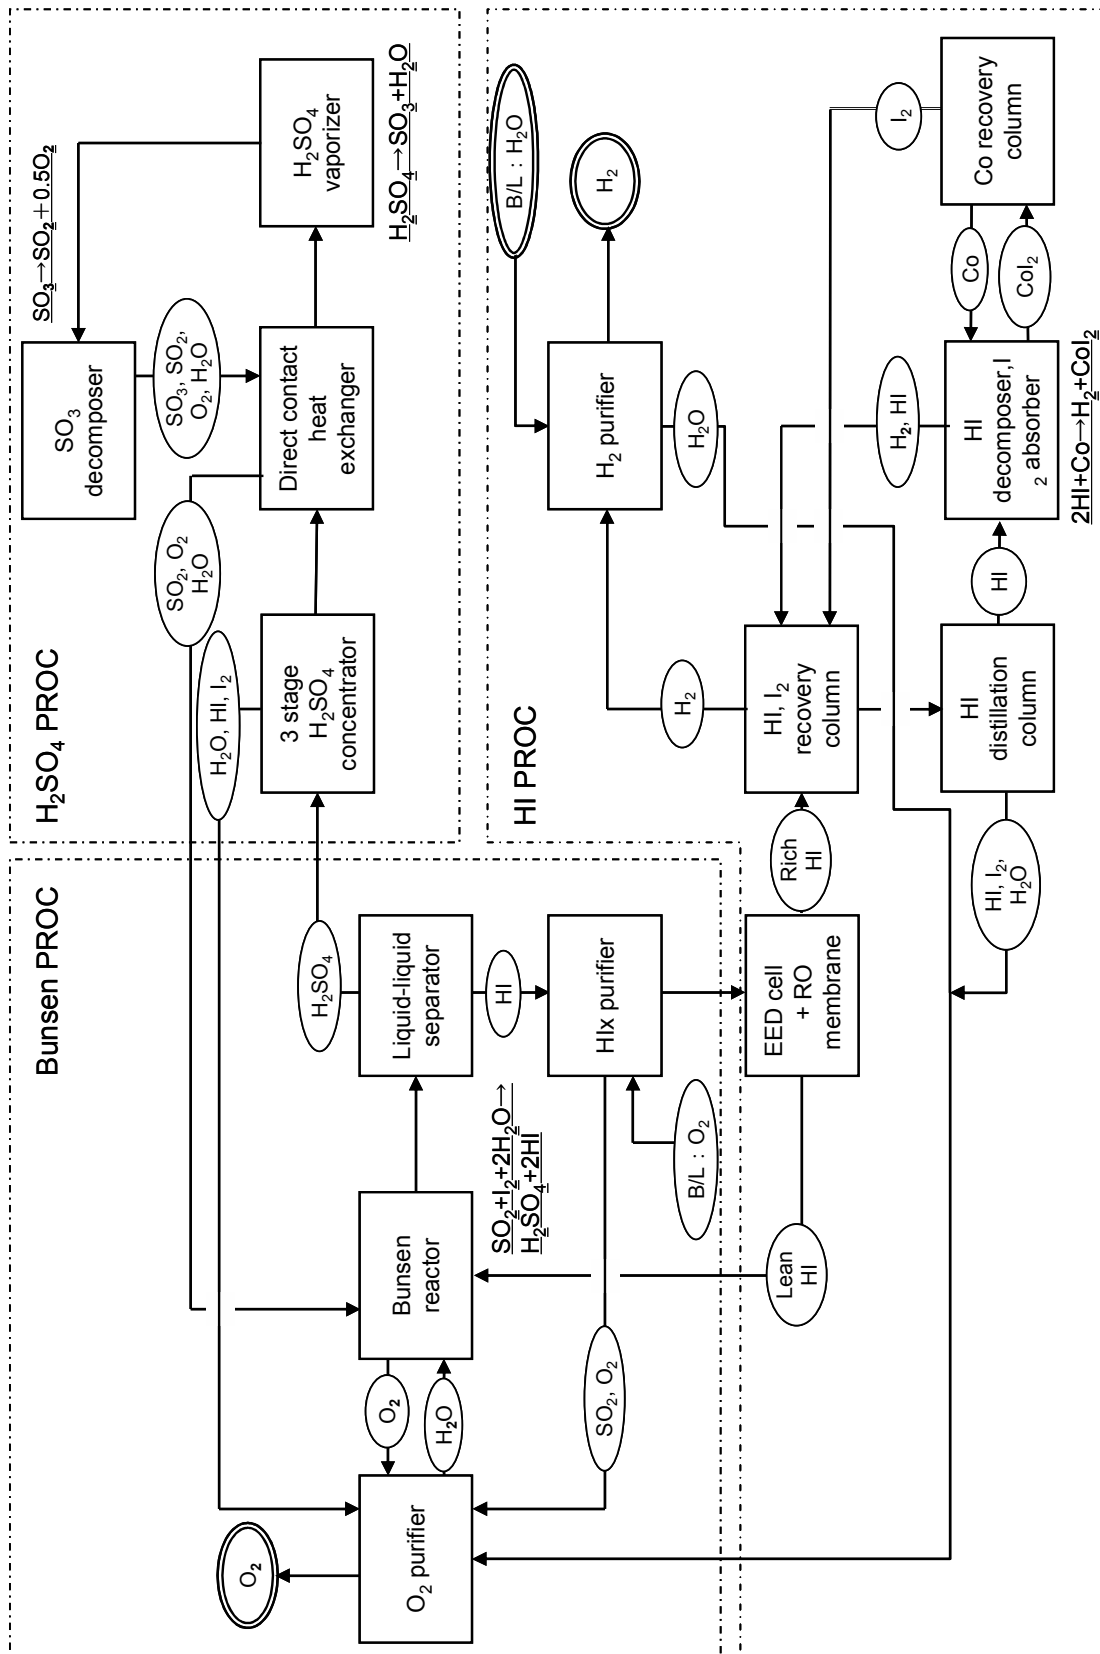 Bunsen PROC
O₂
O₂ purifier
O₂
H₂O
Bunsen
reactor
SO₂+I₂+2H₂O→
H₂SO₄+2HI
SO₂, O₂
Lean
HI
B/L : O₂
Liquid-liquid
separator
H₂SO₄
HI
HIx purifier
EED cell
+ RO
membrane
H₂SO₄ PROC
H₂O, HI, I₂
SO₂, O₂
H₂O
3 stage
H₂SO₄
concentrator
SO₃
decomposer
SO₃, SO₂,
O₂, H₂O
Direct contact
heat
exchanger
SO₃→SO₂+0.5O₂
H₂SO₄
vaporizer
H₂SO₄→SO₃+H₂O
HI PROC
Rich
HI
HI, I₂
recovery
column
H₂
HI, I₂,
H₂O
HI
distillation
column
HI
H₂ purifier
H₂O
H₂
B/L : H₂O
H₂, HI
HI
decomposer,I
₂ absorber
2HI+Co→H₂+CoI₂
Co
CoI₂
I₂
Co recovery
column